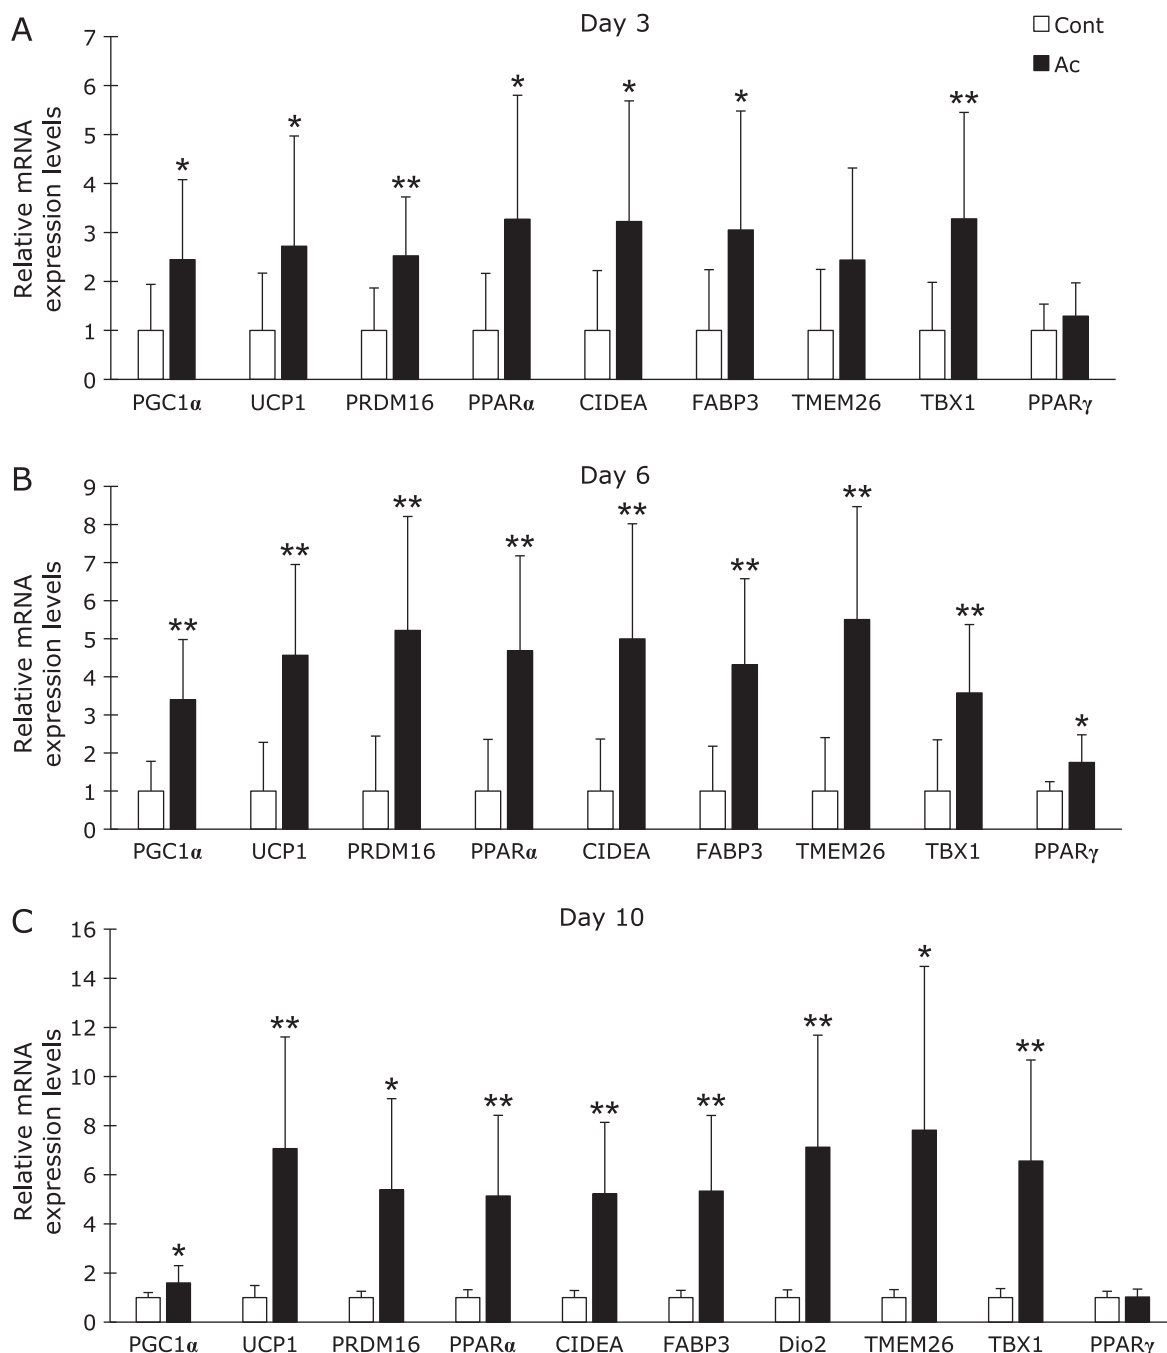 A
Day 3
Cont
Ac
Relative mRNA
expression levels
7
6
5
4
3
2
1
0
* * ** * * * **
PGC1α UCP1 PRDM16 PPARα CIDEA FABP3 TMEM26 TBX1 PPARγ
B
Day 6
Relative mRNA
expression levels
9
8
7
6
5
4
3
2
1
0
** ** ** ** ** ** ** ** *
PGC1α UCP1 PRDM16 PPARα CIDEA FABP3 TMEM26 TBX1 PPARγ
C
Day 10
Relative mRNA
expression levels
16
14
12
10
8
6
4
2
0
* ** * ** ** ** ** * **
PGC1α UCP1 PRDM16 PPARα CIDEA FABP3 Dio2 TMEM26 TBX1 PPARγ